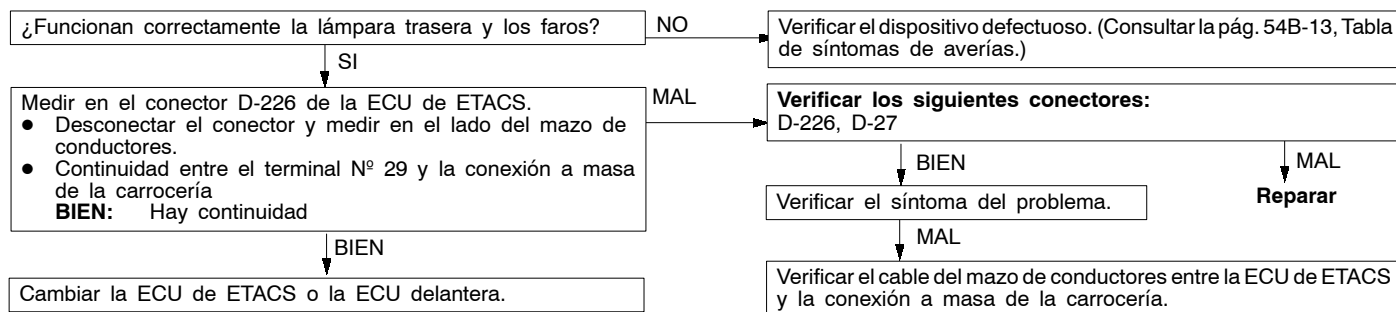 ¿Funcionan correctamente la lámpara trasera y los faros?
NO
Verificar el dispositivo defectuoso. (Consultar la pág. 54B-13, Tabla
de síntomas de averías.)
SI
Medir en el conector D-226 de la ECU de ETACS.
● Desconectar el conector y medir en el lado del mazo de
conductores.
● Continuidad entre el terminal Nº 29 y la conexión a masa
de la carrocería
BIEN: Hay continuidad
MAL
Verificar los siguientes conectores:
D-226, D-27
BIEN
MAL
Verificar el síntoma del problema.
Reparar
BIEN
MAL
Cambiar la ECU de ETACS o la ECU delantera.
Verificar el cable del mazo de conductores entre la ECU de ETACS
y la conexión a masa de la carrocería.